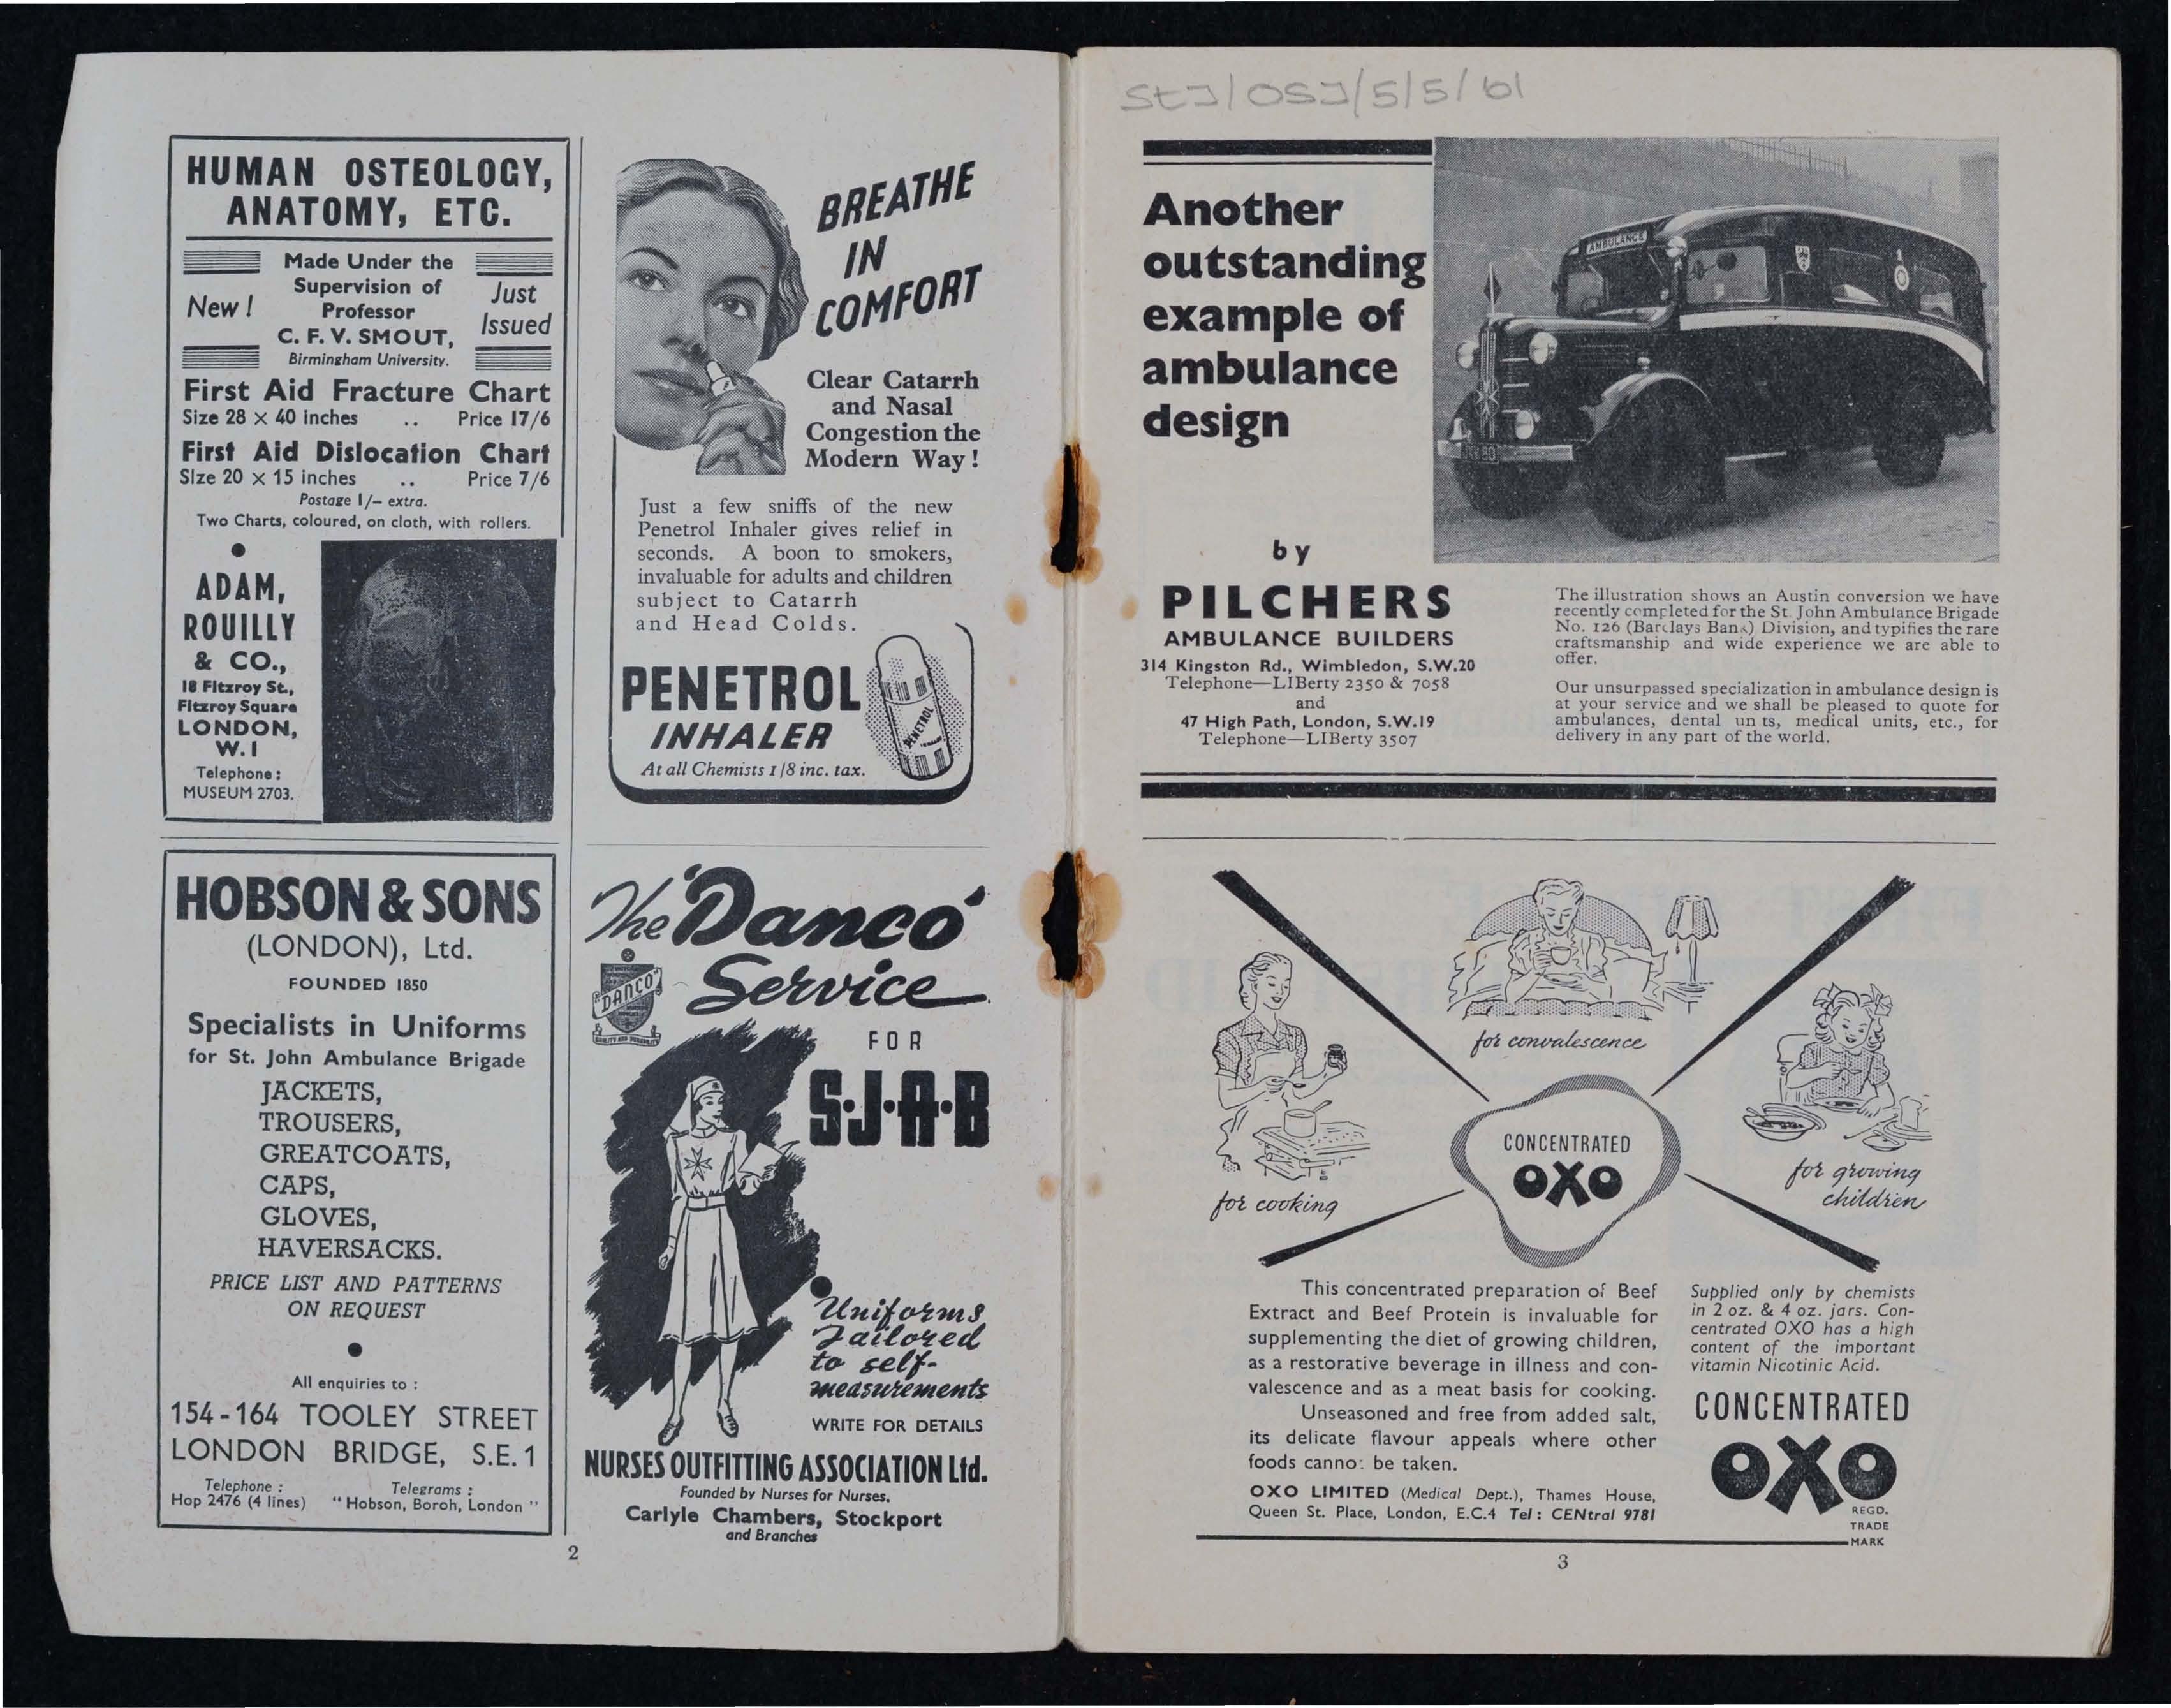 HUMAN OSTEOLOGY,
ANATOMY, ETC.
New!
Made Under the
Supervision of
Professor
C. F. V. SMOUT,
Birmingham University.
Just
Issued
First Aid Fracture Chart
Size 28 × 40 inches .. Price 17/6
First Aid Dislocation Chart
Size 20 × 15 inches .. Price 7/6
Postage 1/- extra.
Two Charts, coloured, on cloth, with rollers.
ADAM,
ROUILLY
& CO.,
18 Fitzroy St.,
Fitzroy Square
LONDON,
W.1
Telephone:
MUSEUM 2703.
BREATHE
IN
COMFORT
Clear Catarrh
and Nasal
Congestion the
Modern Way!
Just a few sniffs of the new
Penetrol Inhaler gives relief in
seconds. A boon to smokers,
invaluable for adults and children
subject to Catarrh
and Head Colds.
PENETROL
INHALER
PENETROL
At all Chemists 1/8 inc. tax.
HOBSON & SONS
(LONDON), Ltd.
FOUNDED 1850
Specialists in Uniforms
for St. John Ambulance Brigade
JACKETS,
TROUSERS,
GREATCOATS,
CAPS,
GLOVES,
HAVERSACKS.
PRICE LIST AND PATTERNS
ON REQUEST
All enquiries to :
154-164 TOOLEY STREET
LONDON BRIDGE, S.E.1
Telephone : Telegrams :
Hop 2476 (4 lines) "Hobson, Boroh, London"
The 'Danco'
Service
"DANCO"
QUALITY AND DURABILITY
FOR
S·J·A·B
Uniforms
Tailored
to self-
measurements
WRITE FOR DETAILS
NURSES OUTFITTING ASSOCIATION Ltd.
Founded by Nurses for Nurses.
Carlyle Chambers, Stockport
and Branches
2
StJ/OSJ/5/5/61
Another
outstanding
example of
ambulance
design
AMBULANCE
by
PILCHERS
AMBULANCE BUILDERS
314 Kingston Rd., Wimbledon, S.W.20
Telephone—LIBerty 2350 & 7058
and
47 High Path, London, S.W.19
Telephone—LIBerty 3507
The illustration shows an Austin conversion we have
recently completed for the St. John Ambulance Brigade
No. 126 (Barclays Bank) Division, and typifies the rare
craftsmanship and wide experience we are able to
offer.
Our unsurpassed specialization in ambulance design is
at your service and we shall be pleased to quote for
ambulances, dental un ts, medical units, etc., for
delivery in any part of the world.
for convalescence
for cooking
CONCENTRATED
OXO
for growing
children
This concentrated preparation of Beef
Extract and Beef Protein is invaluable for
supplementing the diet of growing children,
as a restorative beverage in illness and con-
valescence and as a meat basis for cooking.
Unseasoned and free from added salt,
its delicate flavour appeals where other
foods cannot be taken.
OXO LIMITED (Medical Dept.), Thames House,
Queen St. Place, London, E.C.4 Tel : CENtral 9781
Supplied only by chemists
in 2 oz. & 4 oz. jars. Con-
centrated OXO has a high
content of the important
vitamin Nicotinic Acid.
CONCENTRATED
OXO
REGD.
TRADE
MARK
3